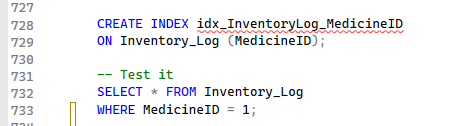 727
728 CREATE INDEX idx_InventoryLog_MedicineID
729 ON Inventory_Log (MedicineID);
730
731 -- Test it
732 SELECT * FROM Inventory_Log
733 WHERE MedicineID = 1;